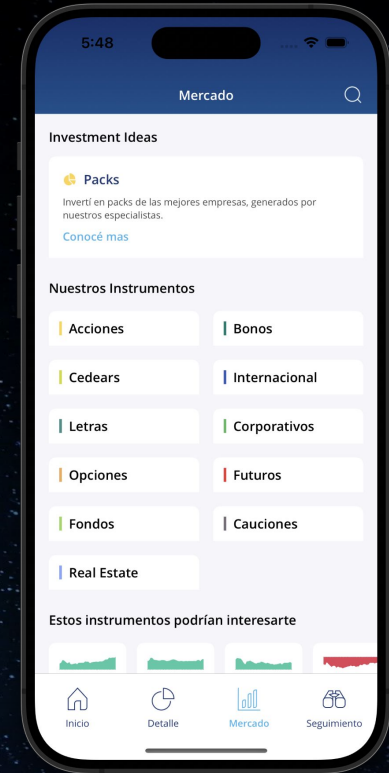 5:48
Mercado
Investment Ideas
Packs
Invertí en packs de las mejores empresas, generados por
nuestros especialistas.
Conocé mas
Nuestros Instrumentos
Acciones
Bonos
Cedears
Internacional
Letras
Corporativos
Opciones
Futuros
Fondos
Cauciones
Real Estate
Estos instrumentos podrían interesarte
Inicio
Detalle
Mercado
Seguimiento